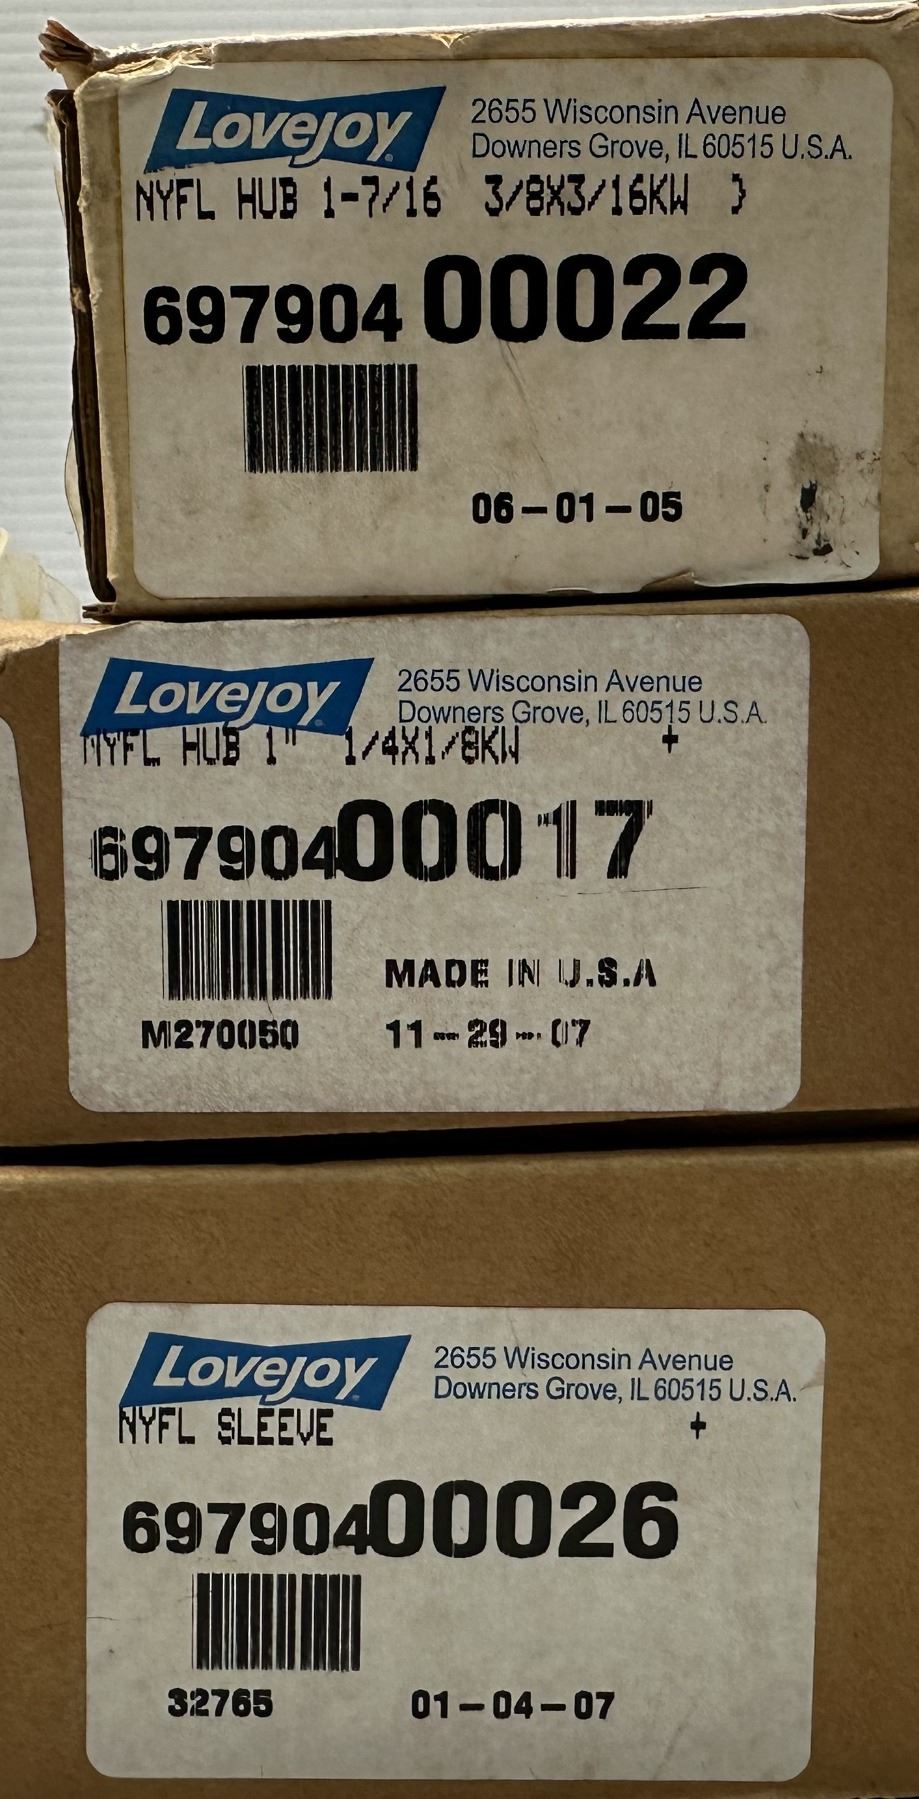 Lovejoy
2655 Wisconsin Avenue
Downers Grove, IL 60515 U.S.A.
NYFL HUB 1-7/16 3/8X3/16KW }
697904 00022
06-01-05
Lovejoy
2655 Wisconsin Avenue
Downers Grove, IL 60515 U.S.A.
NYFL HUB 1" 1/4X1/8KW +
69790400017
MADE IN U.S.A
M270050 11-29-07
Lovejoy
2655 Wisconsin Avenue
Downers Grove, IL 60515 U.S.A.
NYFL SLEEVE +
69790400026
32765 01-04-07